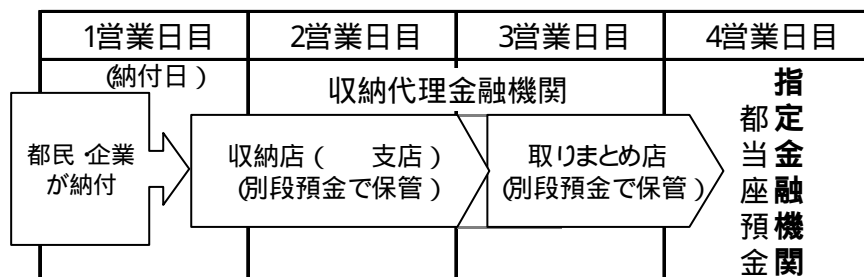 1営業日目
2営業日目
3営業日目
4営業日目
(納付日)
収納代理金融機関
都民・企業
が納付
収納店(　　支店)
(別段預金で保管)
取りまとめ店
(別段預金で保管)
指定金融機関
都当座預金